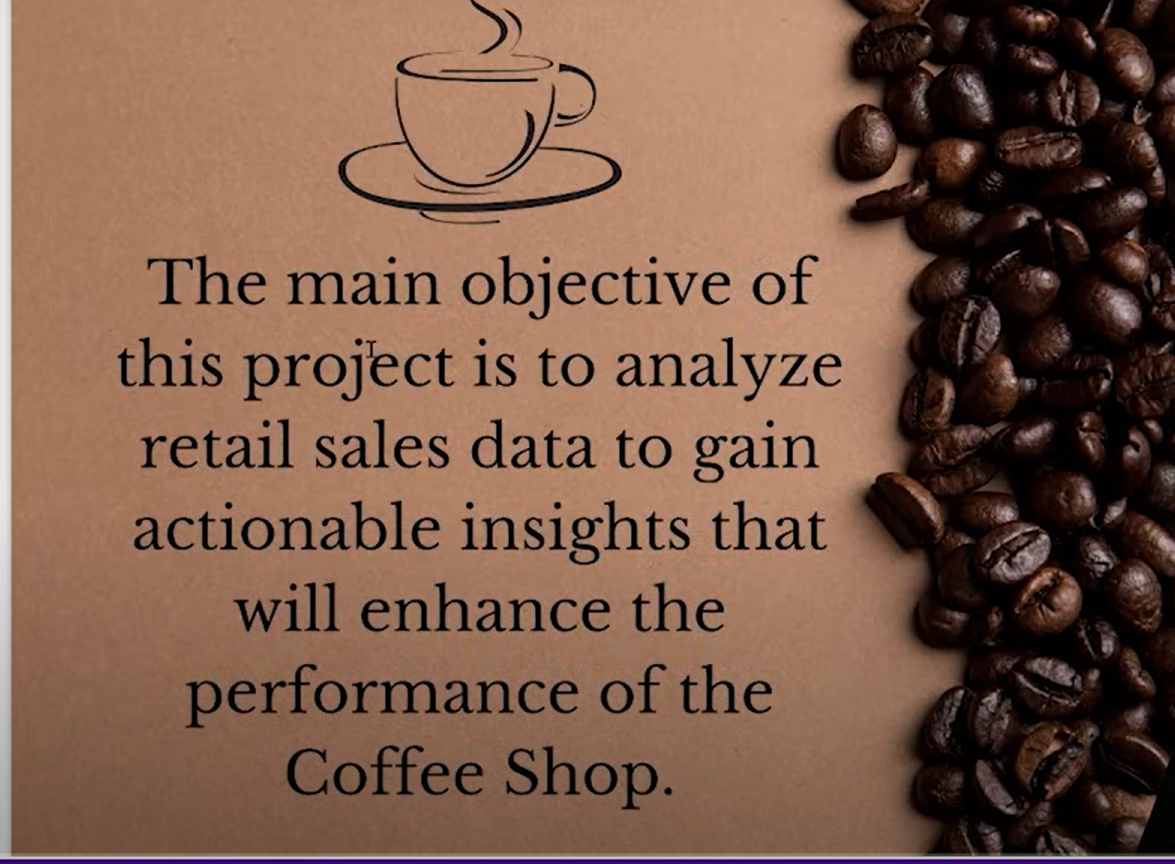 The main objective of
this project is to analyze
retail sales data to gain
actionable insights that
will enhance the
performance of the
Coffee Shop.